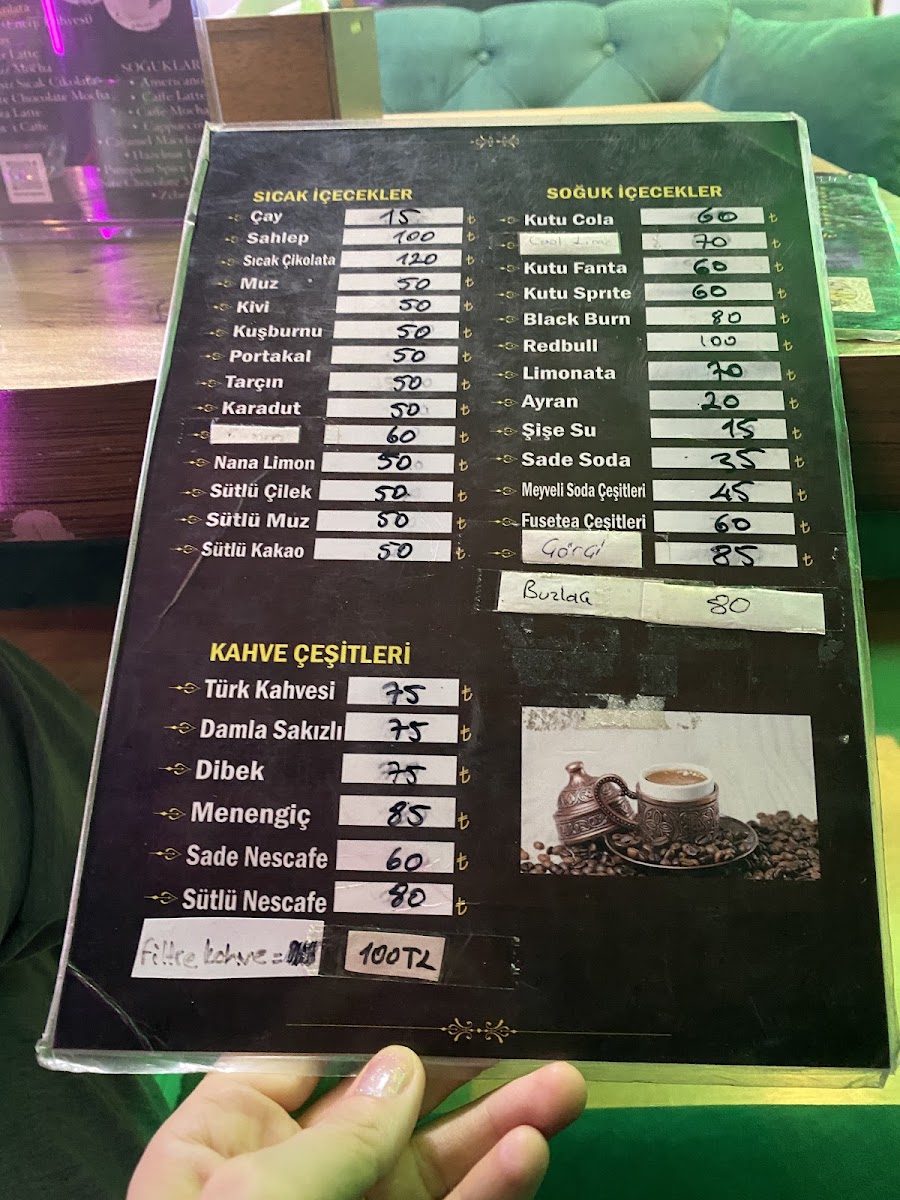 SOĞUKLAR
SICAK İÇECEKLER
Çay 15 ₺
Sahlep 100 ₺
Sıcak Çikolata 120 ₺
Muz 50 ₺
Kivi 50 ₺
Kuşburnu 50 ₺
Portakal 50 ₺
Tarçın 50 ₺
Karadut 50 ₺
60 ₺
Nana Limon 50 ₺
Sütlü Çilek 50 ₺
Sütlü Muz 50 ₺
Sütlü Kakao 50 ₺
SOĞUK İÇECEKLER
Kutu Cola 60 ₺
Cool Lime 70 ₺
Kutu Fanta 60 ₺
Kutu Sprıte 60 ₺
Black Burn 80 ₺
Redbull 100 ₺
Limonata 70 ₺
Ayran 20 ₺
Şişe Su 15 ₺
Sade Soda 35 ₺
Meyveli Soda Çeşitleri 45 ₺
Fusetea Çeşitleri 60 ₺
Görgi 85 ₺
Buzlaa 80
KAHVE ÇEŞİTLERİ
Türk Kahvesi 75 ₺
Damla Sakızlı 75 ₺
Dibek 75 ₺
Menengiç 85 ₺
Sade Nescafe 60 ₺
Sütlü Nescafe 80 ₺
Filtre kahve = 100TL